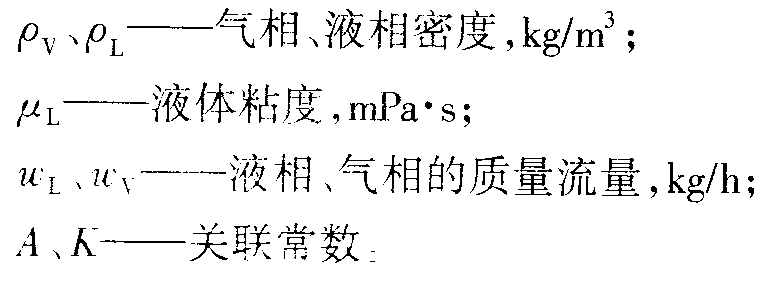 ρV、ρL——气相、液相密度,kg/m³;
μL——液体粘度,mPa·s;
wL、wV——液相、气相的质量流量,kg/h;
A、K——关联常数。